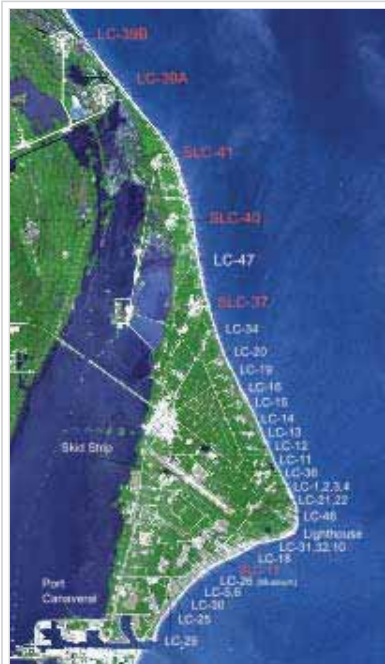 LC-39B
LC-39A
SLC-41
SLC-40
LC-47
SLC-37
LC-34
LC-20
LC-19
LC-16
LC-15
LC-14
LC-13
LC-12
LC-11
LC-36
LC-1,2,3,4
LC-21,22
LC-46
Skid Strip
Lighthouse
LC-31,32,10
LC-18
SLC-17
LC-26 (Museum)
LC-5,6
LC-30
LC-25
LC-29
Port
Canaveral